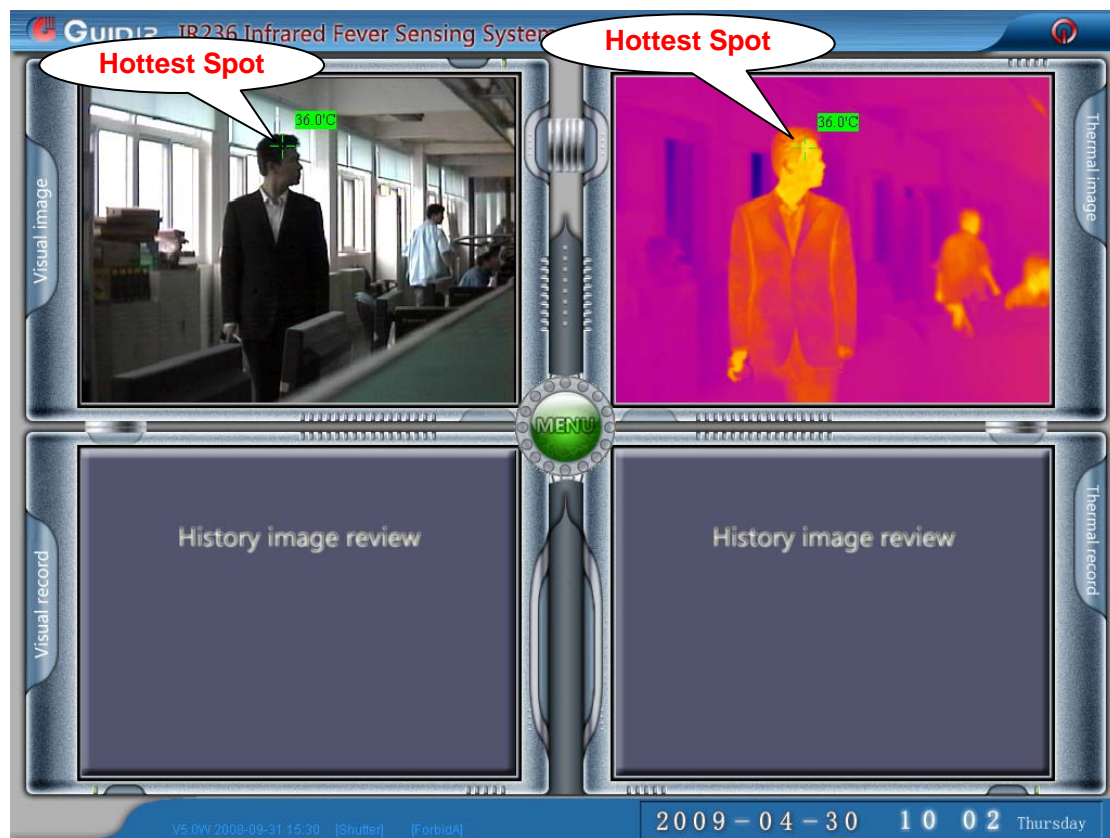 GUIDIR IR236 Infrared Fever Sensing System
Hottest Spot
Hottest Spot
36.0'C
36.0'C
Visual image
Thermal image
MENU
History image review
History image review
Visual record
Thermal record
V5.0W 2008-09-31 15:30 [Shutter] [ForbidA]
2009-04-30 10 02 Thursday